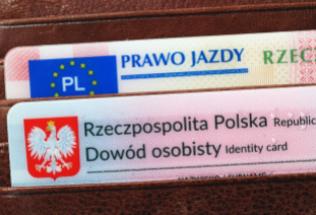 PRAWO JAZDY RZEC
PL
Rzeczpospolita Polska Republic
Dowód osobisty Identity card